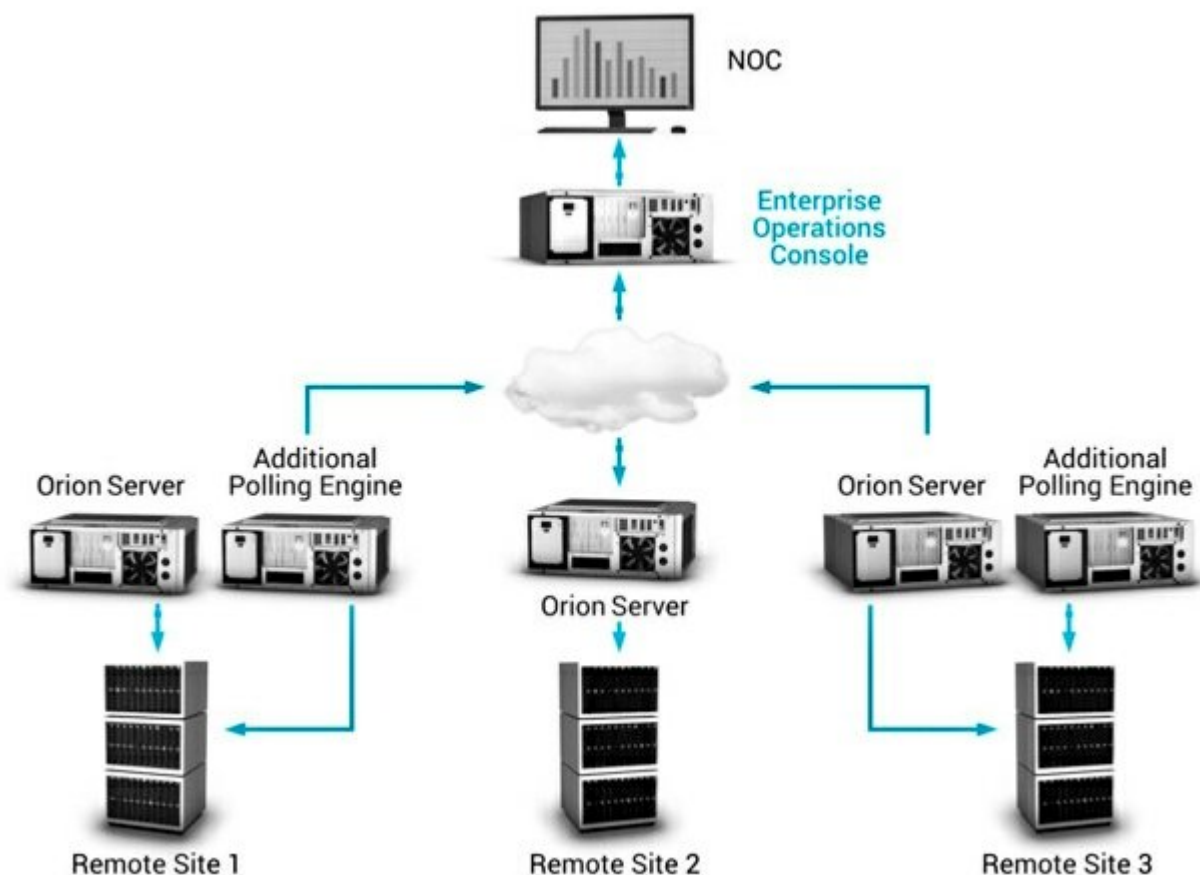 NOC
Enterprise
Operations
Console
Orion Server
Additional
Polling Engine
Orion Server
Orion Server
Additional
Polling Engine
Remote Site 1
Remote Site 2
Remote Site 3